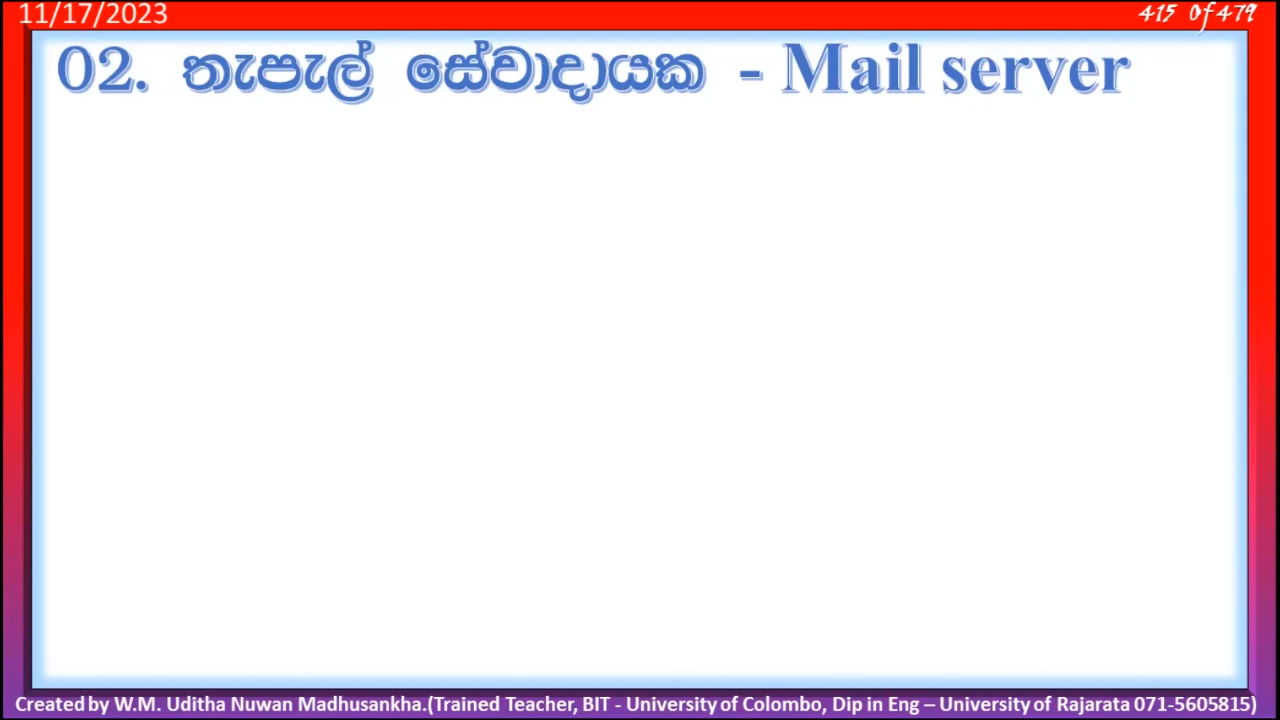 11/17/2023
415 of 479
02. තැපැල් සේවාදායක - Mail server
Created by W.M. Uditha Nuwan Madhusankha.(Trained Teacher, BIT - University of Colombo, Dip in Eng – University of Rajarata 071-5605815)